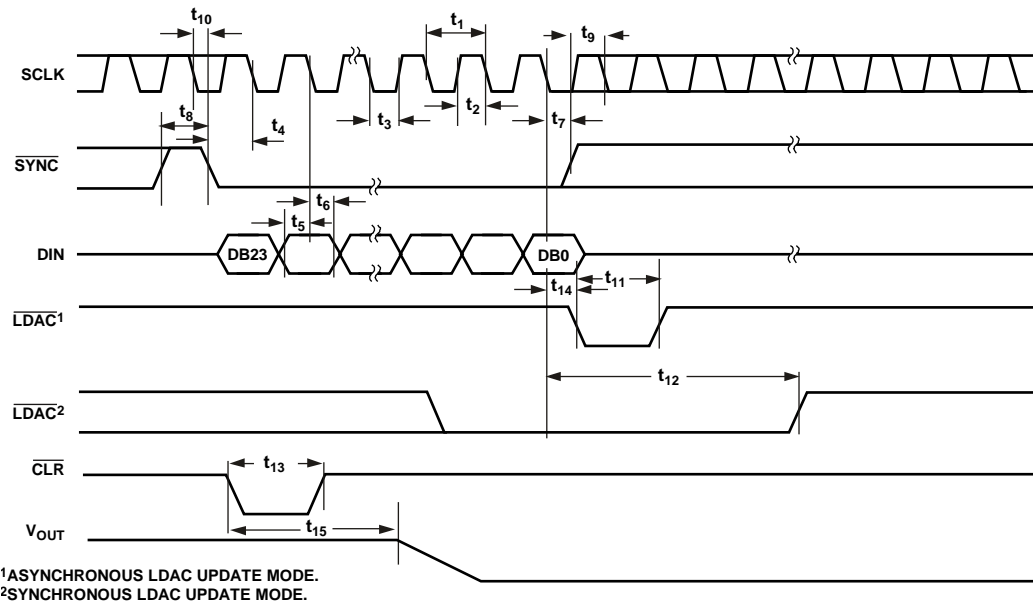 t10
t1
t9
SCLK
t8
t4
t3
t2
t7
SYNC
t6
t5
DIN
DB23
DB0
t14
t11
LDAC1
t12
LDAC2
CLR
t13
t15
VOUT
1ASYNCHRONOUS LDAC UPDATE MODE.
2SYNCHRONOUS LDAC UPDATE MODE.